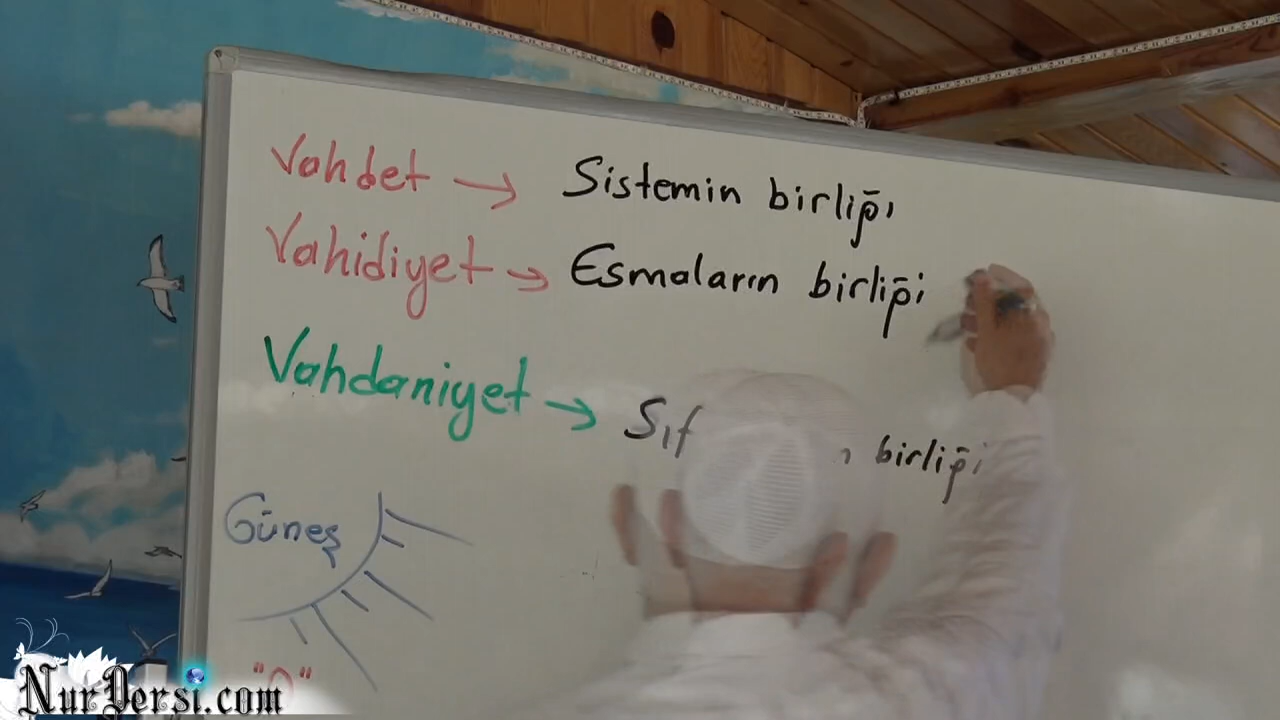 Vahdet → Sistemin birliği
Vahidiyet → Esmaların birliği
Vahdaniyet → birliği
Güneş
NurDersi.com